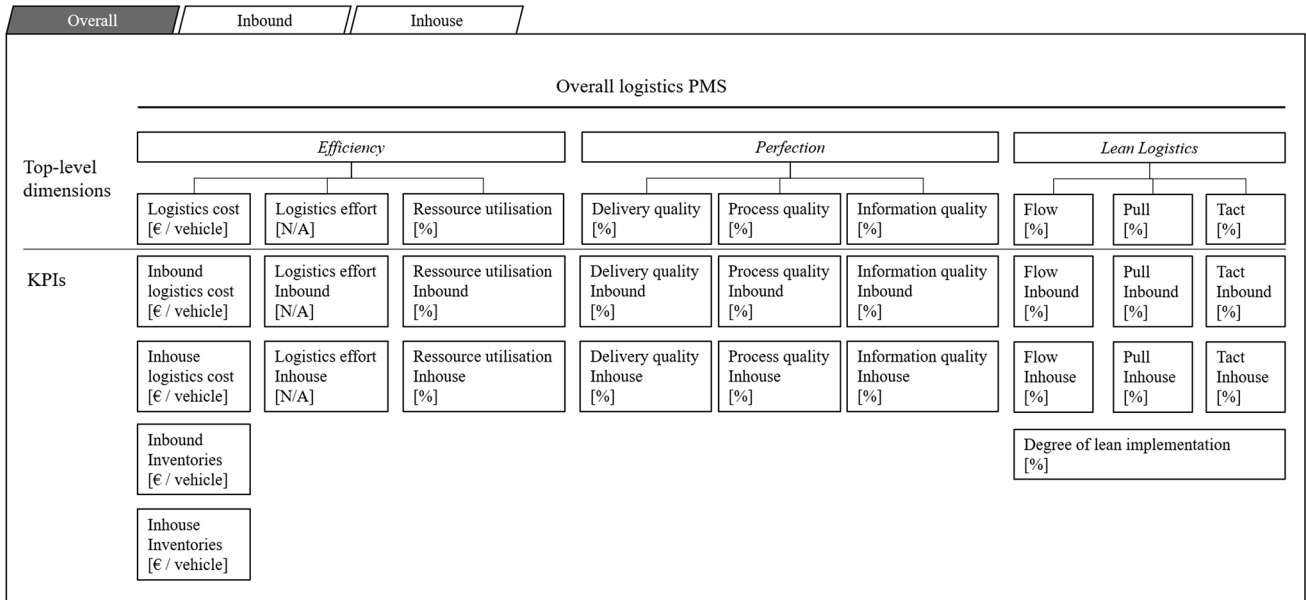 Overall
Inbound
Inhouse
Overall logistics PMS
Top-level
dimensions
Efficiency
Perfection
Lean Logistics
Logistics cost
[€ / vehicle]
Logistics effort
[N/A]
Ressource utilisation
[%]
Delivery quality
[%]
Process quality
[%]
Information quality
[%]
Flow
[%]
Pull
[%]
Tact
[%]
KPIs
Inbound
logistics cost
[€ / vehicle]
Logistics effort
Inbound
[N/A]
Ressource utilisation
Inbound
[%]
Delivery quality
Inbound
[%]
Process quality
Inbound
[%]
Information quality
Inbound
[%]
Flow
Inbound
[%]
Pull
Inbound
[%]
Tact
Inbound
[%]
Inhouse
logistics cost
[€ / vehicle]
Logistics effort
Inhouse
[N/A]
Ressource utilisation
Inhouse
[%]
Delivery quality
Inhouse
[%]
Process quality
Inhouse
[%]
Information quality
Inhouse
[%]
Flow
Inhouse
[%]
Pull
Inhouse
[%]
Tact
Inhouse
[%]
Inbound
Inventories
[€ / vehicle]
Degree of lean implementation
[%]
Inhouse
Inventories
[€ / vehicle]